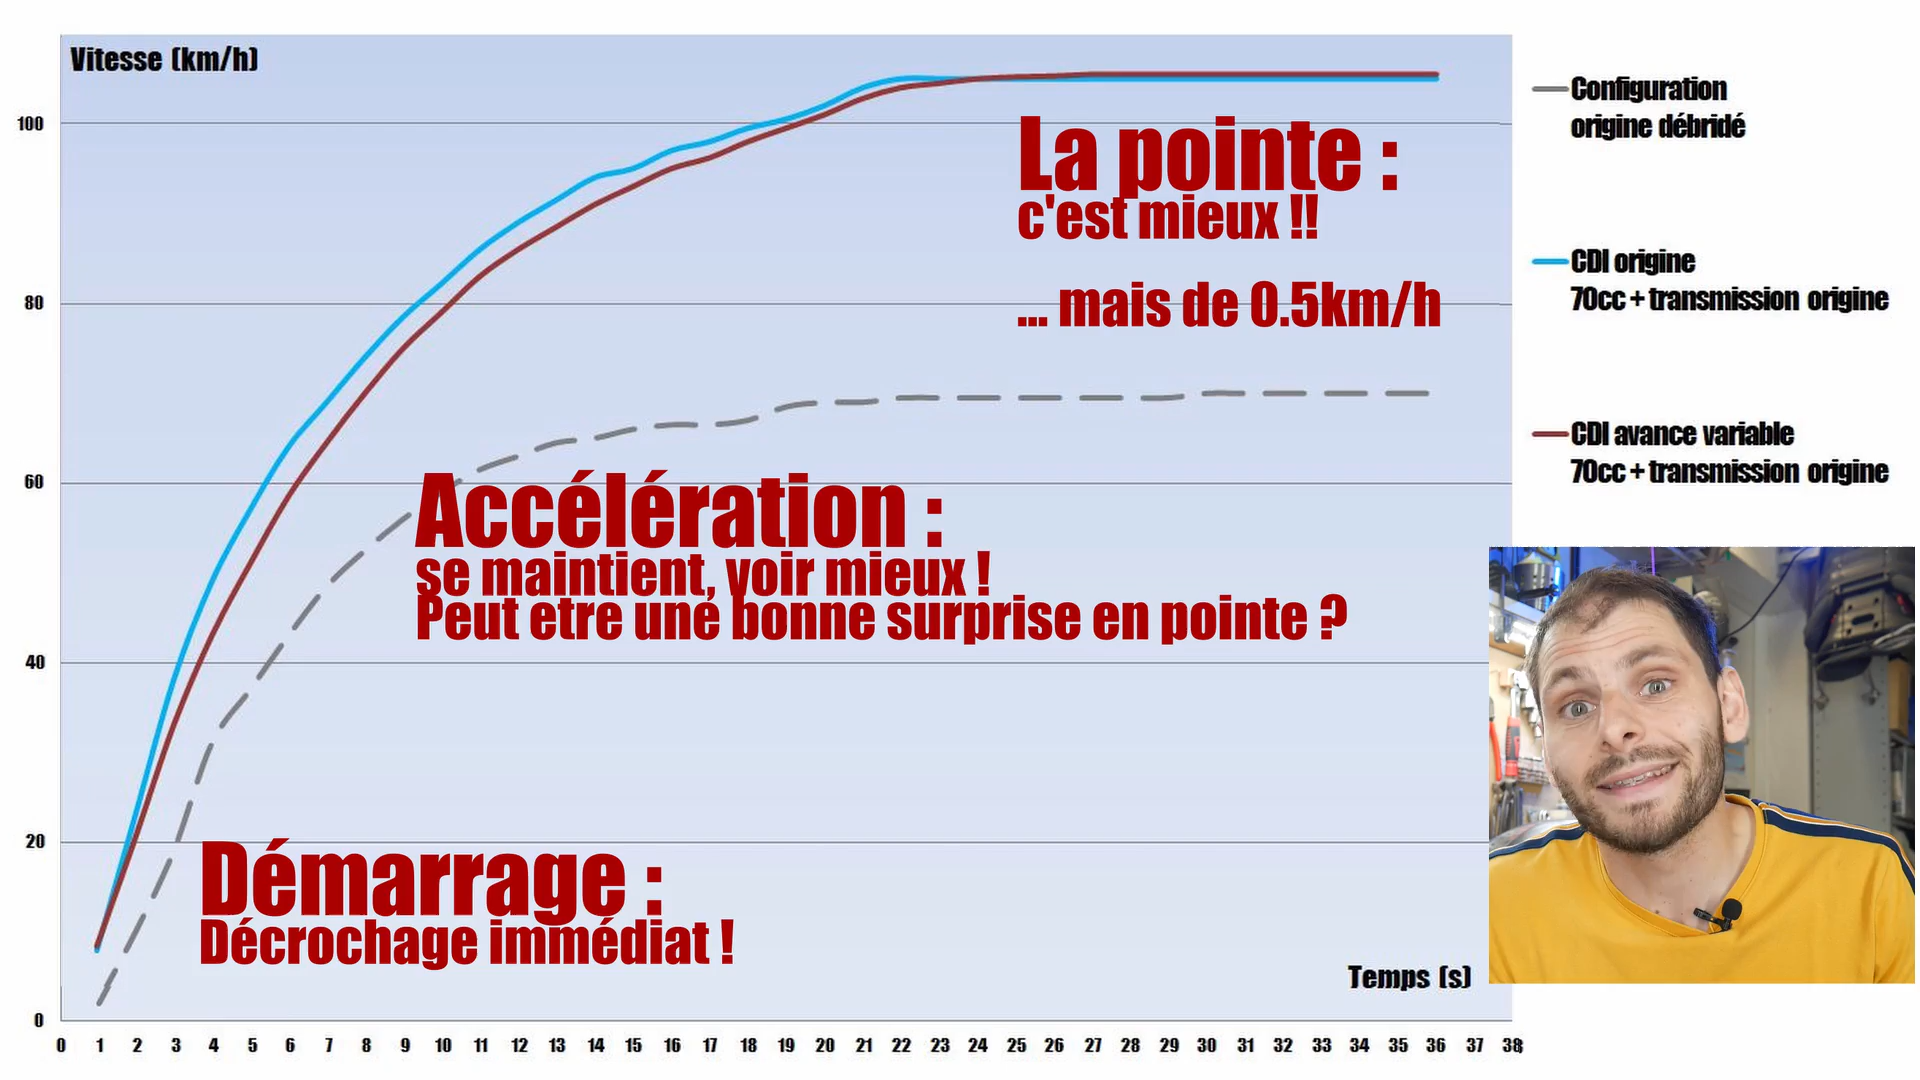 Vitesse (km/h)
100
80
60
40
20
0
0 1 2 3 4 5 6 7 8 9 10 11 12 13 14 15 16 17 18 19 20 21 22 23 24 25 26 27 28 29 30 31 32 33 34 35 36 37 38
Temps (s)
La pointe :
c'est mieux !!
... mais de 0.5km/h
Accélération :
se maintient, voir mieux !
Peut etre une bonne surprise en pointe ?
Démarrage :
Décrochage immédiat !
Configuration
origine débridé
CDI origine
70cc + transmission origine
CDI avance variable
70cc + transmission origine